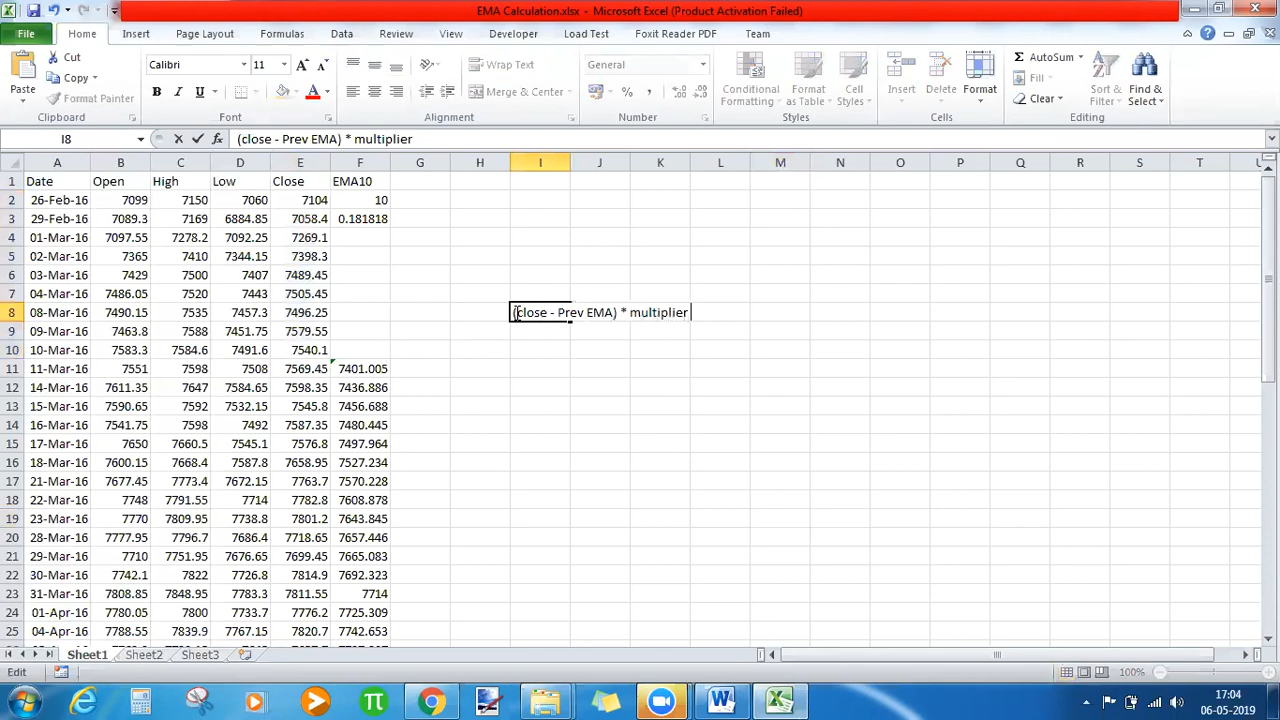 EMA Calculation.xlsx - Microsoft Excel (Product Activation Failed)
File Home Insert Page Layout Formulas Data Review View Developer Load Test Foxit Reader PDF Team
Paste
Cut
Copy
Format Painter
Clipboard
Calibri 11
B I U
Font
Wrap Text
Merge & Center
Alignment
General
%
Number
Conditional Formatting
Format as Table
Cell Styles
Styles
Insert
Delete
Format
Cells
Σ AutoSum
Fill
Clear
Sort & Filter
Find & Select
Editing
I8 fx (close - Prev EMA) * multiplier
A B C D E F G H I J K L M N O P Q R S T U
1 Date Open High Low Close EMA10
2 26-Feb-16 7099 7150 7060 7104 10
3 29-Feb-16 7089.3 7169 6884.85 7058.4 0.181818
4 01-Mar-16 7097.55 7278.2 7092.25 7269.1
5 02-Mar-16 7365 7410 7344.15 7398.3
6 03-Mar-16 7429 7500 7407 7489.45
7 04-Mar-16 7486.05 7520 7443 7505.45
8 08-Mar-16 7490.15 7535 7457.3 7496.25 (close - Prev EMA) * multiplier
9 09-Mar-16 7463.8 7588 7451.75 7579.55
10 10-Mar-16 7583.3 7584.6 7491.6 7540.1
11 11-Mar-16 7551 7598 7508 7569.45 7401.005
12 14-Mar-16 7611.35 7647 7584.65 7598.35 7436.886
13 15-Mar-16 7590.65 7592 7532.15 7545.8 7456.688
14 16-Mar-16 7541.75 7598 7492 7587.35 7480.445
15 17-Mar-16 7650 7660.5 7545.1 7576.8 7497.964
16 18-Mar-16 7600.15 7668.4 7587.8 7658.95 7527.234
17 21-Mar-16 7677.45 7773.4 7672.15 7763.7 7570.228
18 22-Mar-16 7748 7791.55 7714 7782.8 7608.878
19 23-Mar-16 7770 7809.95 7738.8 7801.2 7643.845
20 28-Mar-16 7777.95 7796.7 7686.4 7718.65 7665.083
21 29-Mar-16 7710 7751.95 7676.65 7699.45 7665.083
22 30-Mar-16 7742.1 7822 7726.8 7814.9 7692.323
23 31-Mar-16 7808.85 7848.95 7783.3 7811.55 7714
24 01-Apr-16 7780.05 7800 7733.7 7776.2 7725.309
25 04-Apr-16 7788.55 7839.9 7767.15 7820.7 7742.653
Sheet1 Sheet2 Sheet3
Edit 100%
17:04
06-05-2019